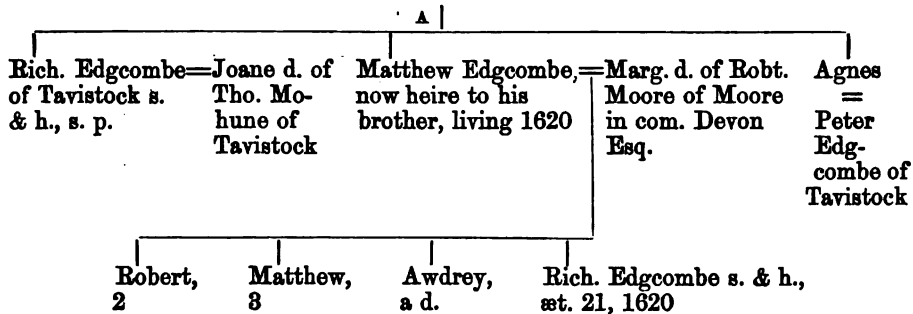 A
Rich. Edgcombe=Joane d. of
of Tavistock s. Tho. Mo-
& h., s. p. hune of
Tavistock
Matthew Edgcombe,=Marg. d. of Robt.
now heire to his Moore of Moore
brother, living 1620 in com. Devon
Esq.
Agnes
=
Peter
Edg-
combe of
Tavistock
Robert,
2
Matthew,
3
Awdrey,
a d.
Rich. Edgcombe s. & h.,
æt. 21, 1620